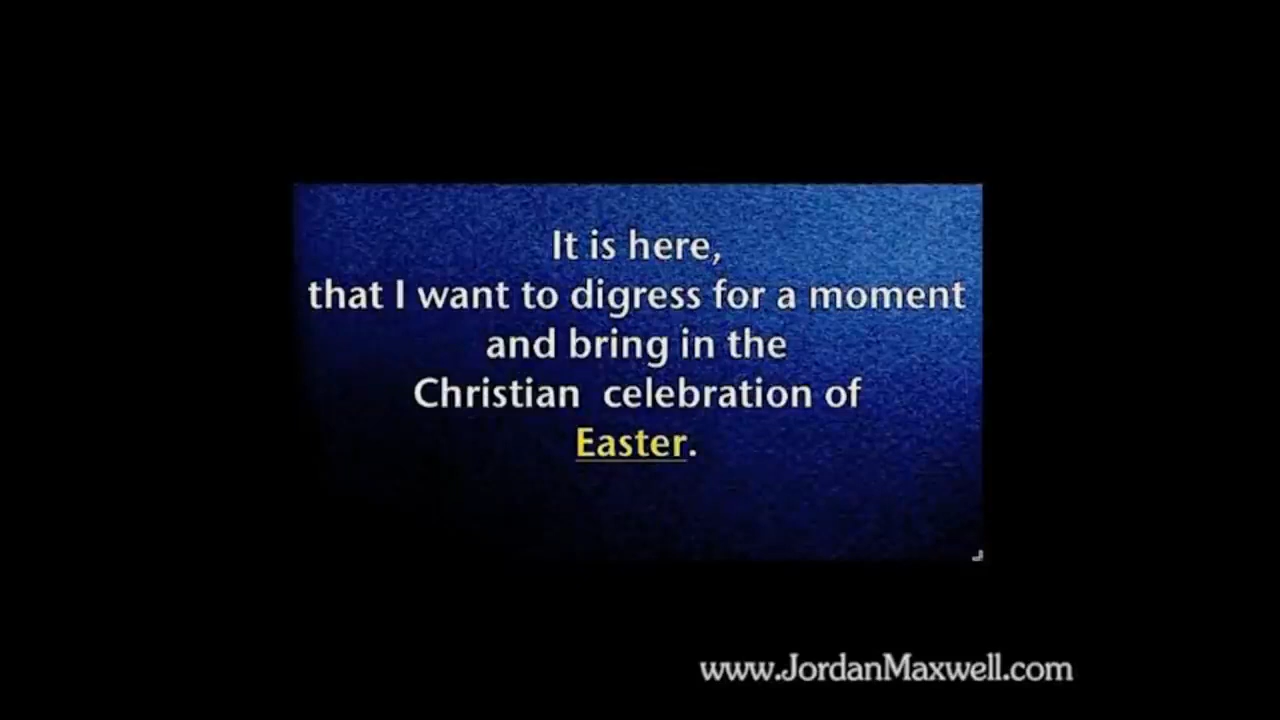 It is here,
that I want to digress for a moment
and bring in the
Christian celebration of
Easter.
www.JordanMaxwell.com